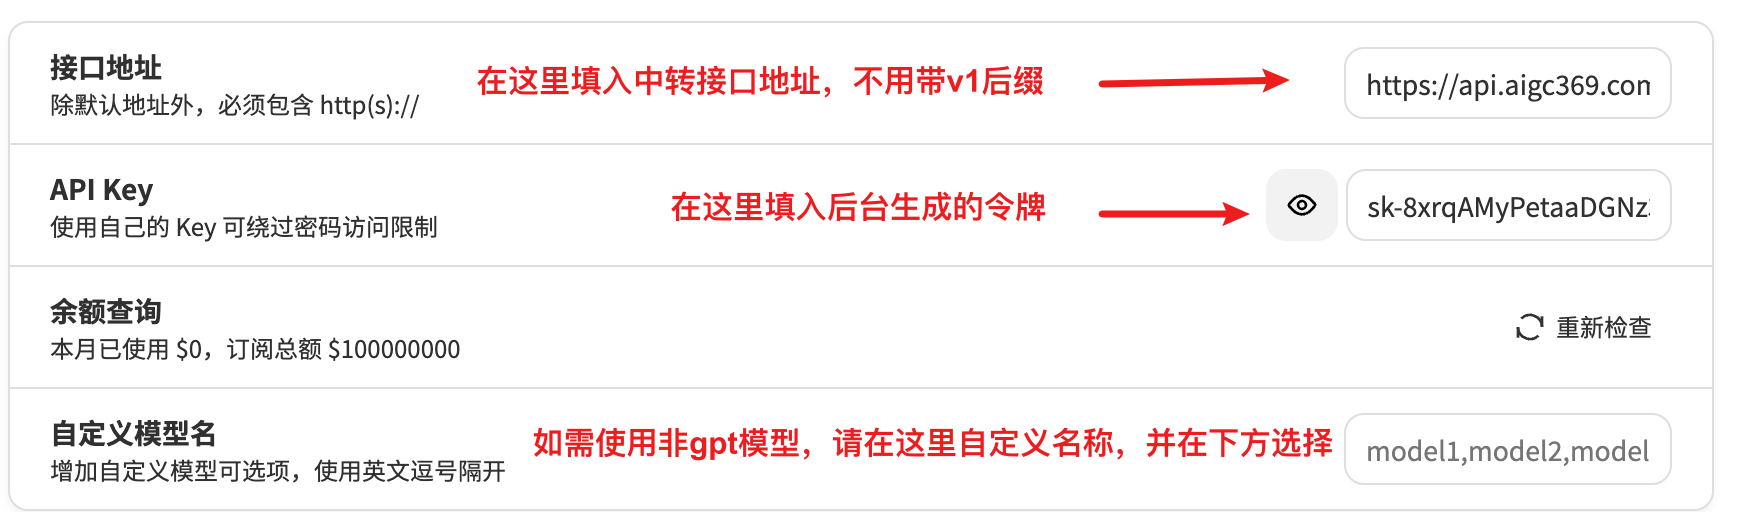 接口地址
除默认地址外，必须包含 http(s)://
在这里填入中转接口地址，不用带v1后缀
https://api.aigc369.com
API Key
使用自己的 Key 可绕过密码访问限制
在这里填入后台生成的令牌
sk-8xrqAMyPetaaDGNz
余额查询
本月已使用 $0，订阅总额 $100000000
重新检查
自定义模型名
增加自定义模型可选项，使用英文逗号隔开
如需使用非gpt模型，请在这里自定义名称，并在下方选择
model1,model2,model